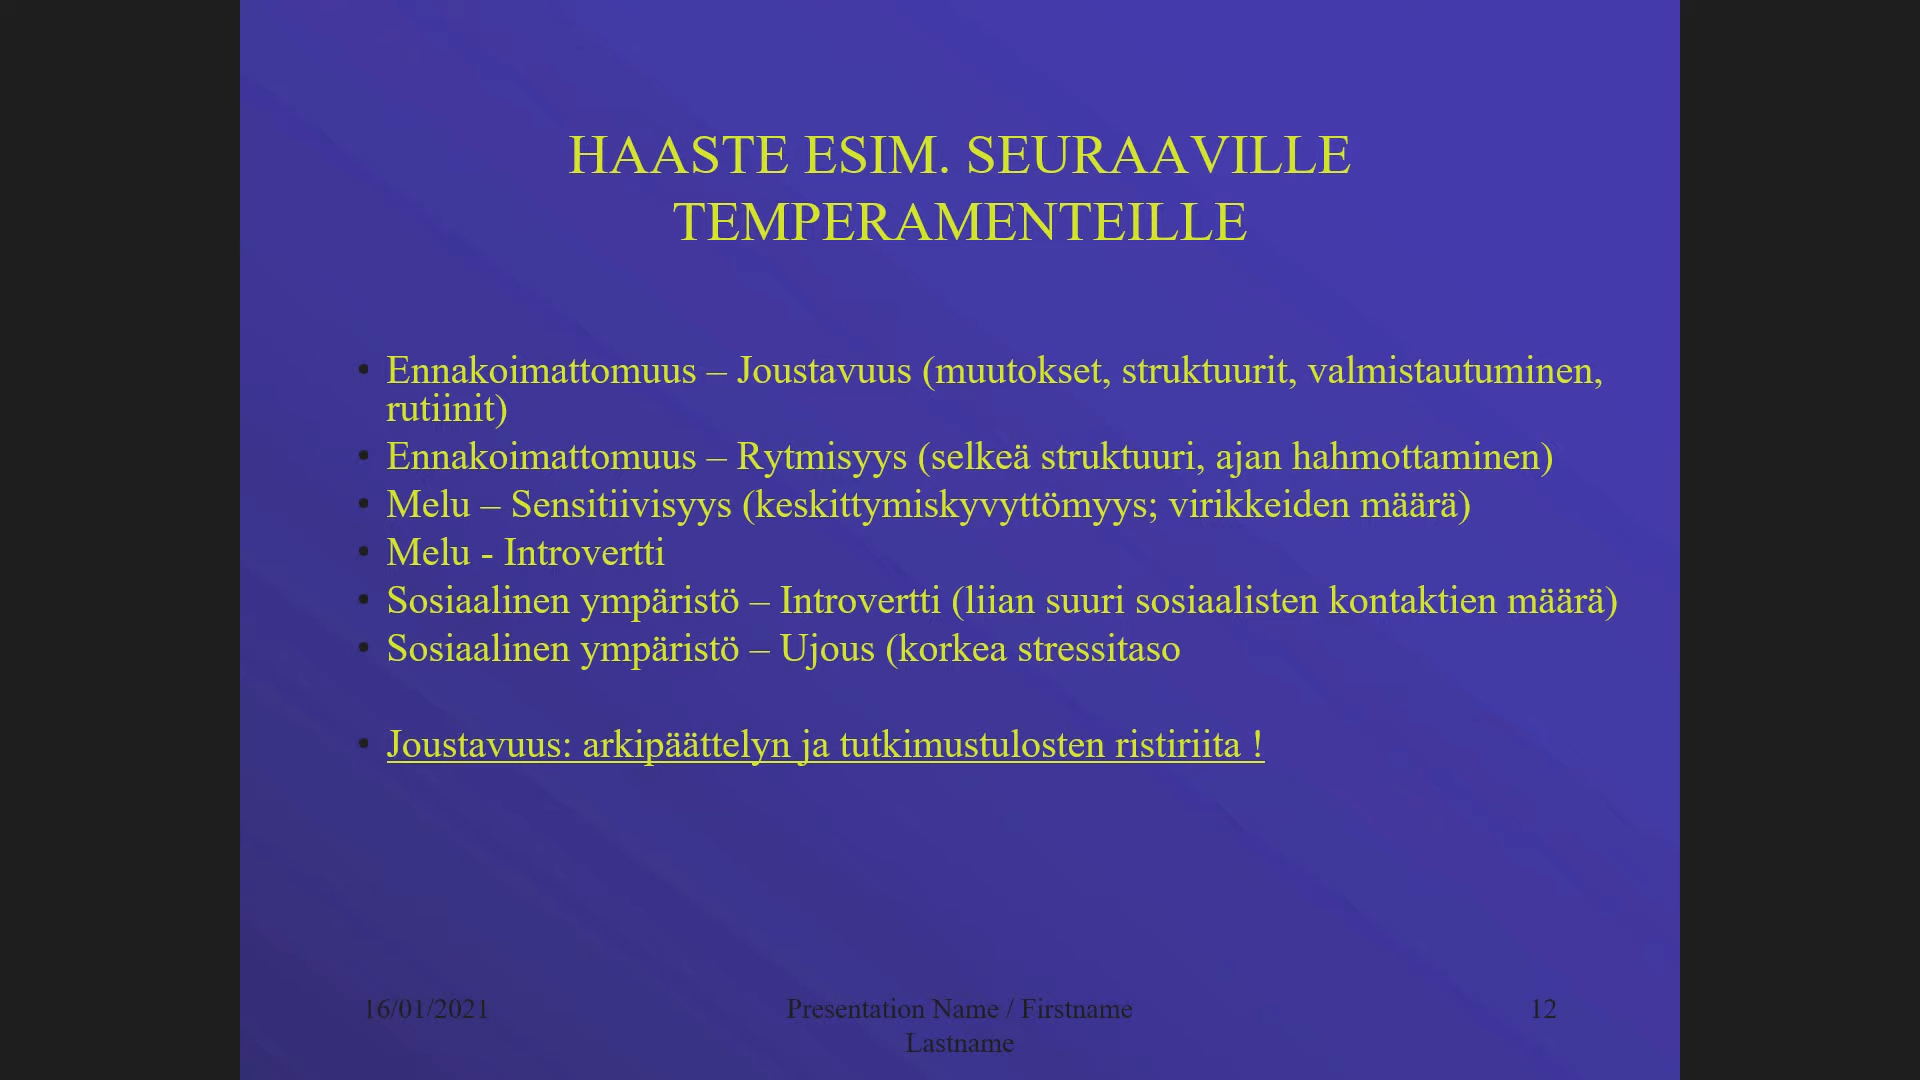 HAASTE ESIM. SEURAAVILLE
TEMPERAMENTEILLE
• Ennakoimattomuus – Joustavuus (muutokset, struktuurit, valmistautuminen,
rutiinit)
• Ennakoimattomuus – Rytmisyys (selkeä struktuuri, ajan hahmottaminen)
• Melu – Sensitiivisyys (keskittymiskyvyttömyys; virikkeiden määrä)
• Melu - Introvertti
• Sosiaalinen ympäristö – Introvertti (liian suuri sosiaalisten kontaktien määrä)
• Sosiaalinen ympäristö – Ujous (korkea stressitaso
• Joustavuus: arkipäättelyn ja tutkimustulosten ristiriita !
16/01/2021
Presentation Name / Firstname
Lastname
12